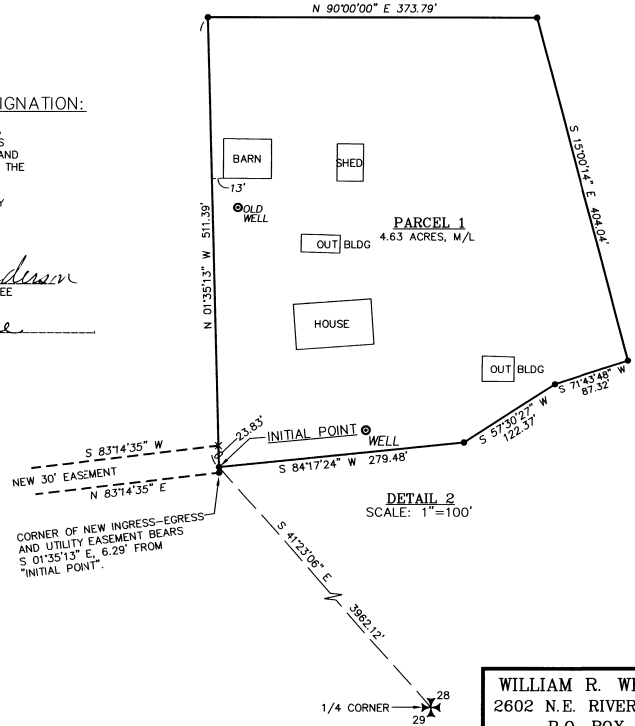 N 90°00'00" E 373.79'
IGNATION:
S
AND
THE
Y
BARN
SHED
13'
OLD
WELL
OUT BLDG
PARCEL 1
4.63 ACRES, M/L
S 15°00'14" E 404.04'
N 01°35'13" W 511.39'
derson
EE
HOUSE
OUT BLDG
S 71°43'48" W
87.32'
S 57°30'27" W
122.37'
23.83'
INITIAL POINT
WELL
S 83°14'35" W
NEW 30' EASEMENT
N 83°14'35" E
S 84°17'24" W 279.48'
DETAIL 2
SCALE: 1"=100'
CORNER OF NEW INGRESS-EGRESS
AND UTILITY EASEMENT BEARS
S 01°35'13" E, 6.29' FROM
"INITIAL POINT".
S 41°23'06" E 3962.12'
1/4 CORNER
28
29
WILLIAM R. W
2602 N.E. RIVER
P.O. BOX